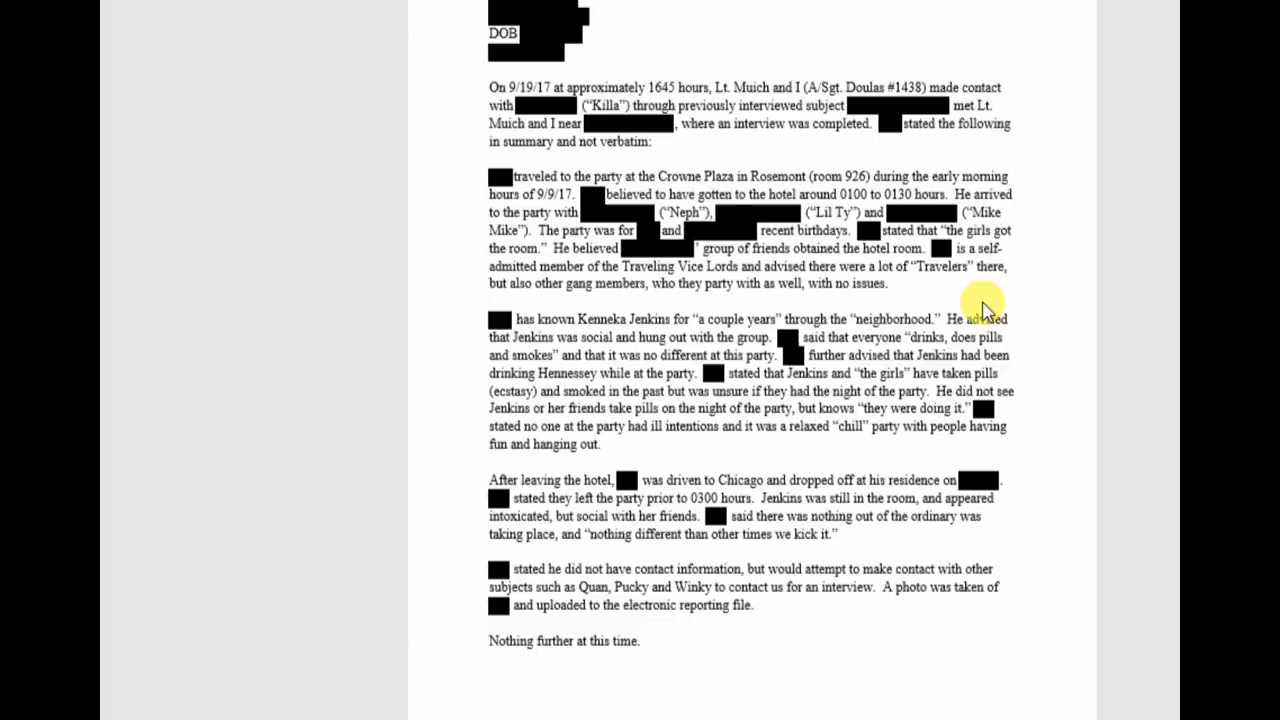 DOB
On 9/19/17 at approximately 1645 hours, Lt. Muich and I (A/Sgt. Doulas #1438) made contact
with (“Killa”) through previously interviewed subject met Lt.
Muich and I near , where an interview was completed. stated the following
in summary and not verbatim:
traveled to the party at the Crowne Plaza in Rosemont (room 926) during the early morning
hours of 9/9/17. believed to have gotten to the hotel around 0100 to 0130 hours. He arrived
to the party with (“Neph”), (“Lil Ty”) and (“Mike
Mike”). The party was for and recent birthdays. stated that “the girls got
the room.” He believed ’ group of friends obtained the hotel room. is a self-
admitted member of the Traveling Vice Lords and advised there were a lot of “Travelers” there,
but also other gang members, who they party with as well, with no issues.
has known Kenneka Jenkins for “a couple years” through the “neighborhood.” He advised
that Jenkins was social and hung out with the group. said that everyone “drinks, does pills
and smokes” and that it was no different at this party. further advised that Jenkins had been
drinking Hennessey while at the party. stated that Jenkins and “the girls” have taken pills
(ecstasy) and smoked in the past but was unsure if they had the night of the party. He did not see
Jenkins or her friends take pills on the night of the party, but knows “they were doing it.”
stated no one at the party had ill intentions and it was a relaxed “chill” party with people having
fun and hanging out.
After leaving the hotel, was driven to Chicago and dropped off at his residence on .
stated they left the party prior to 0300 hours. Jenkins was still in the room, and appeared
intoxicated, but social with her friends. said there was nothing out of the ordinary was
taking place, and “nothing different than other times we kick it.”
stated he did not have contact information, but would attempt to make contact with other
subjects such as Quan, Pucky and Winky to contact us for an interview. A photo was taken of
and uploaded to the electronic reporting file.
Nothing further at this time.